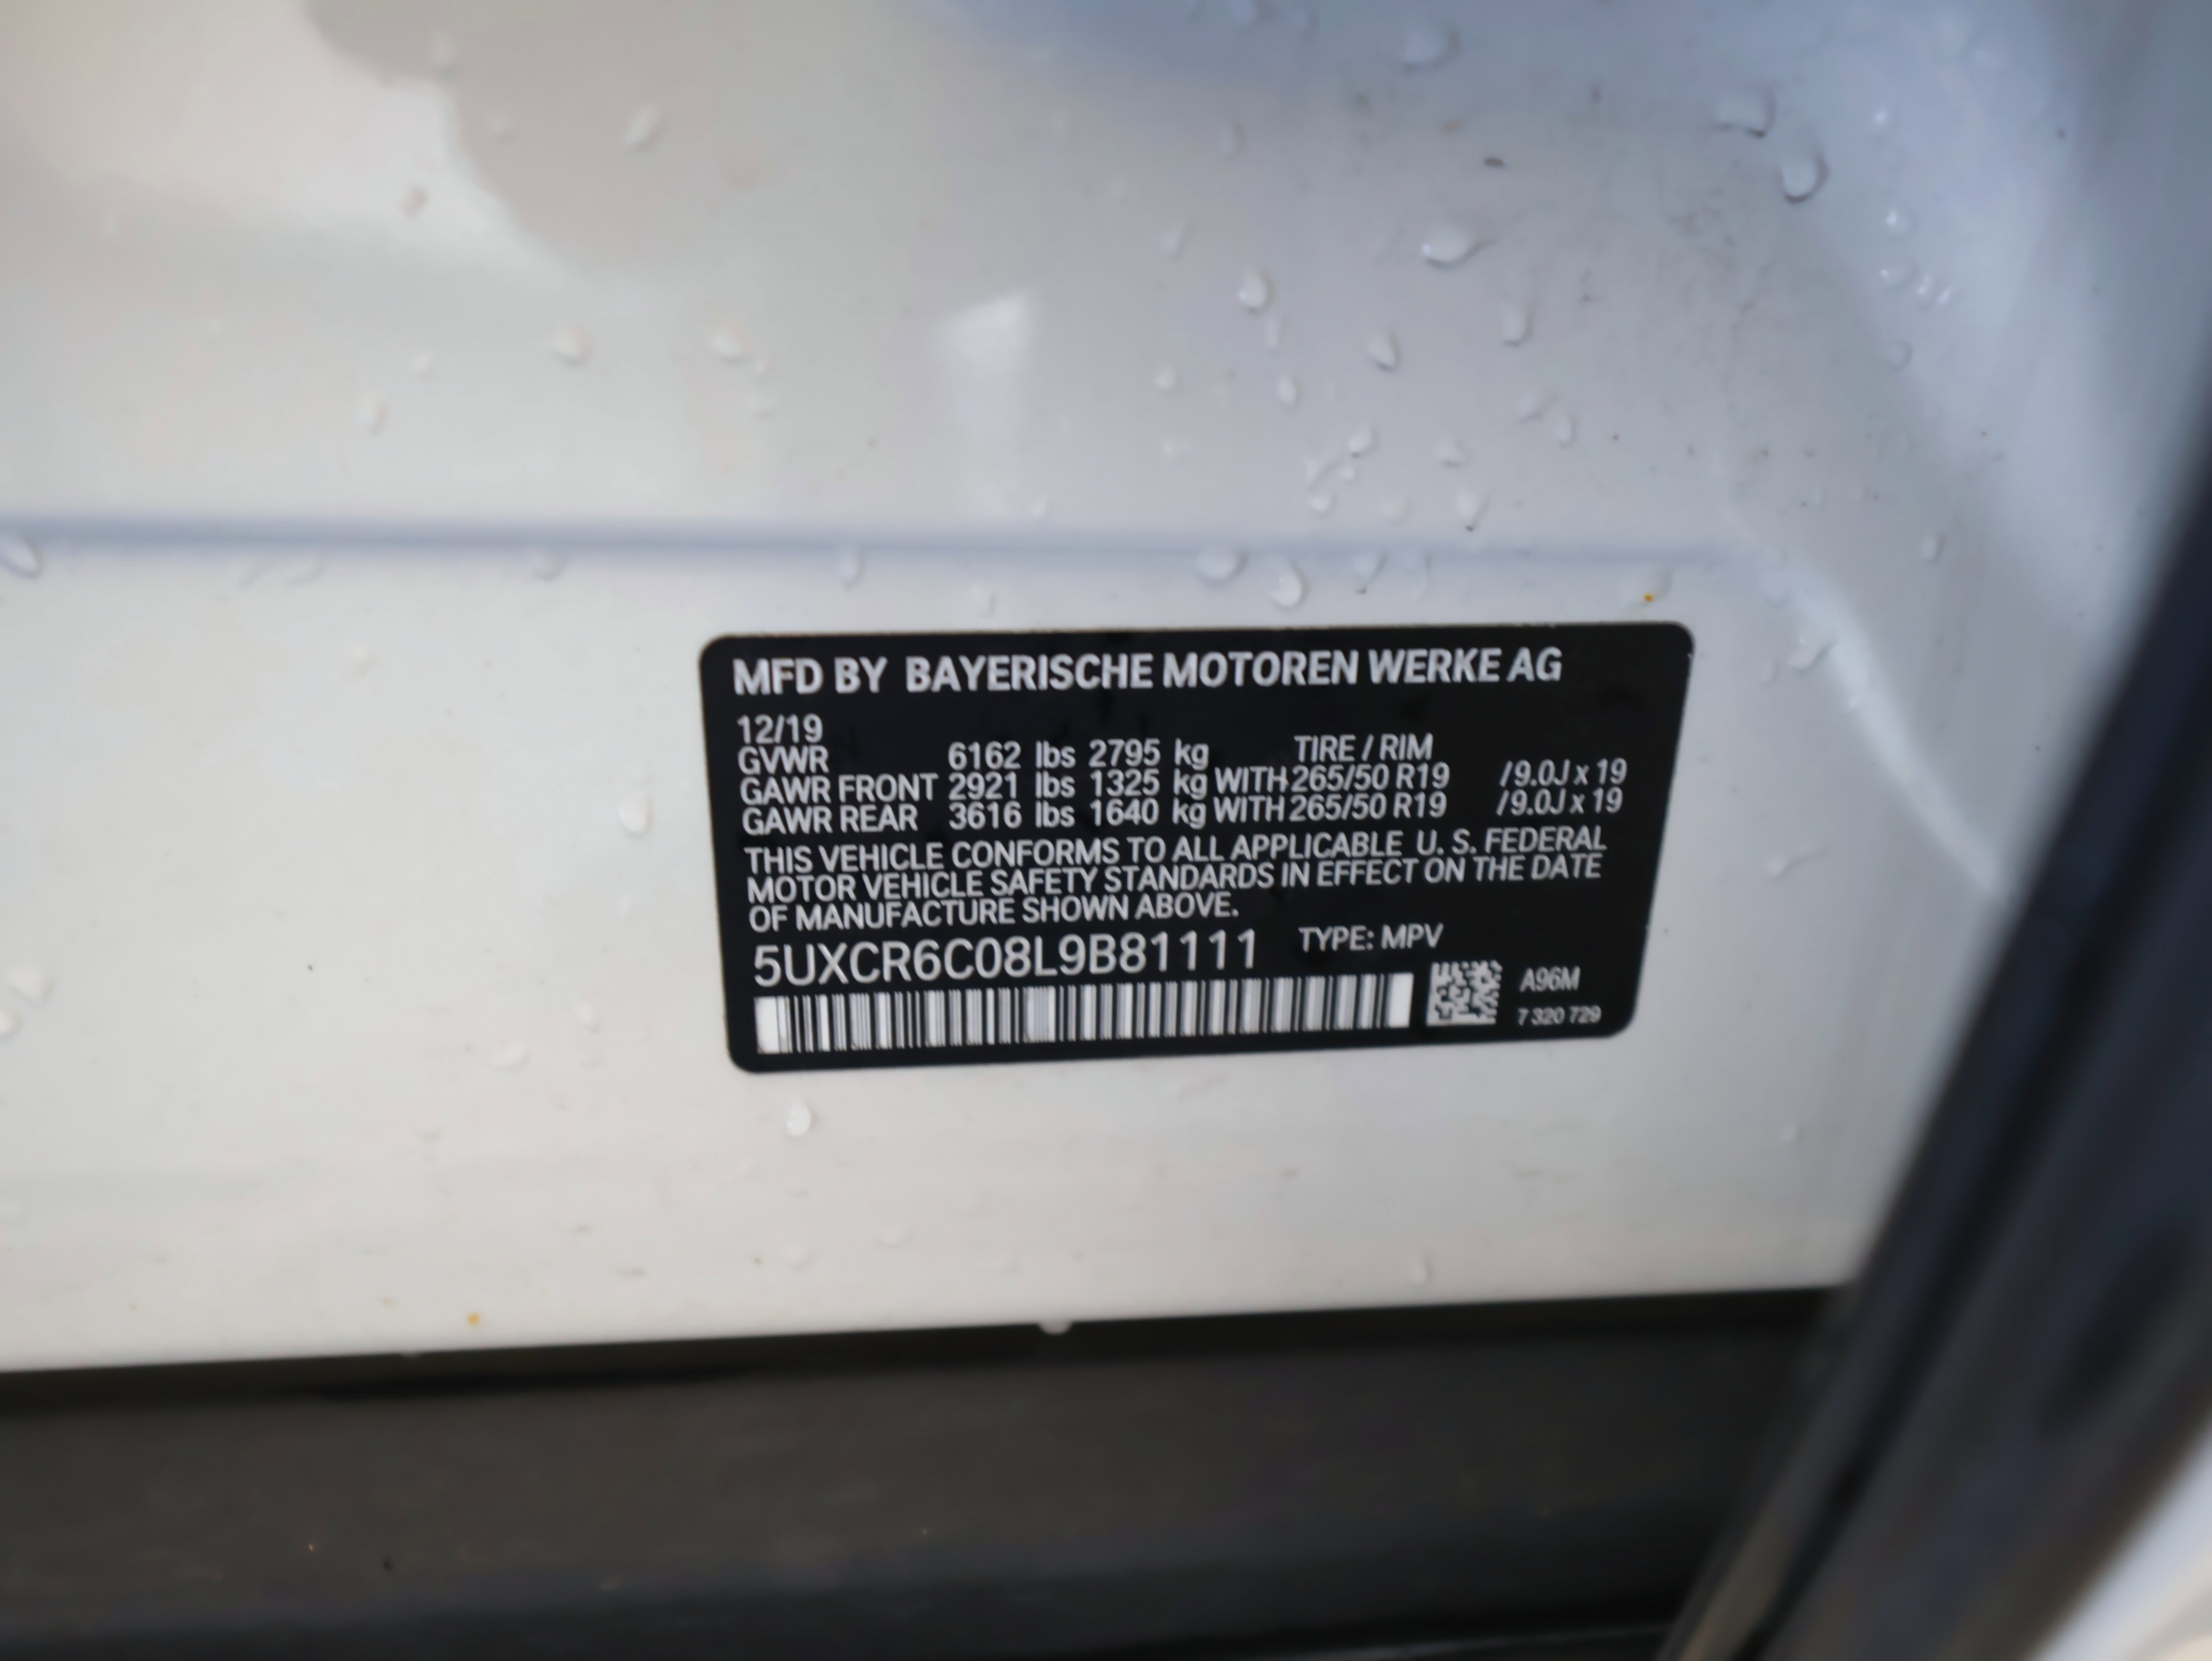 MFD BY BAYERISCHE MOTOREN WERKE AG
12/19
GVWR 6162 lbs 2795 kg TIRE / RIM
GAWR FRONT 2921 lbs 1325 kg WITH 265/50 R19 /9.0J x 19
GAWR REAR 3616 lbs 1640 kg WITH 265/50 R19 /9.0J x 19
THIS VEHICLE CONFORMS TO ALL APPLICABLE U. S. FEDERAL
MOTOR VEHICLE SAFETY STANDARDS IN EFFECT ON THE DATE
OF MANUFACTURE SHOWN ABOVE.
5UXCR6C08L9B81111 TYPE: MPV
A96M
7 320 729